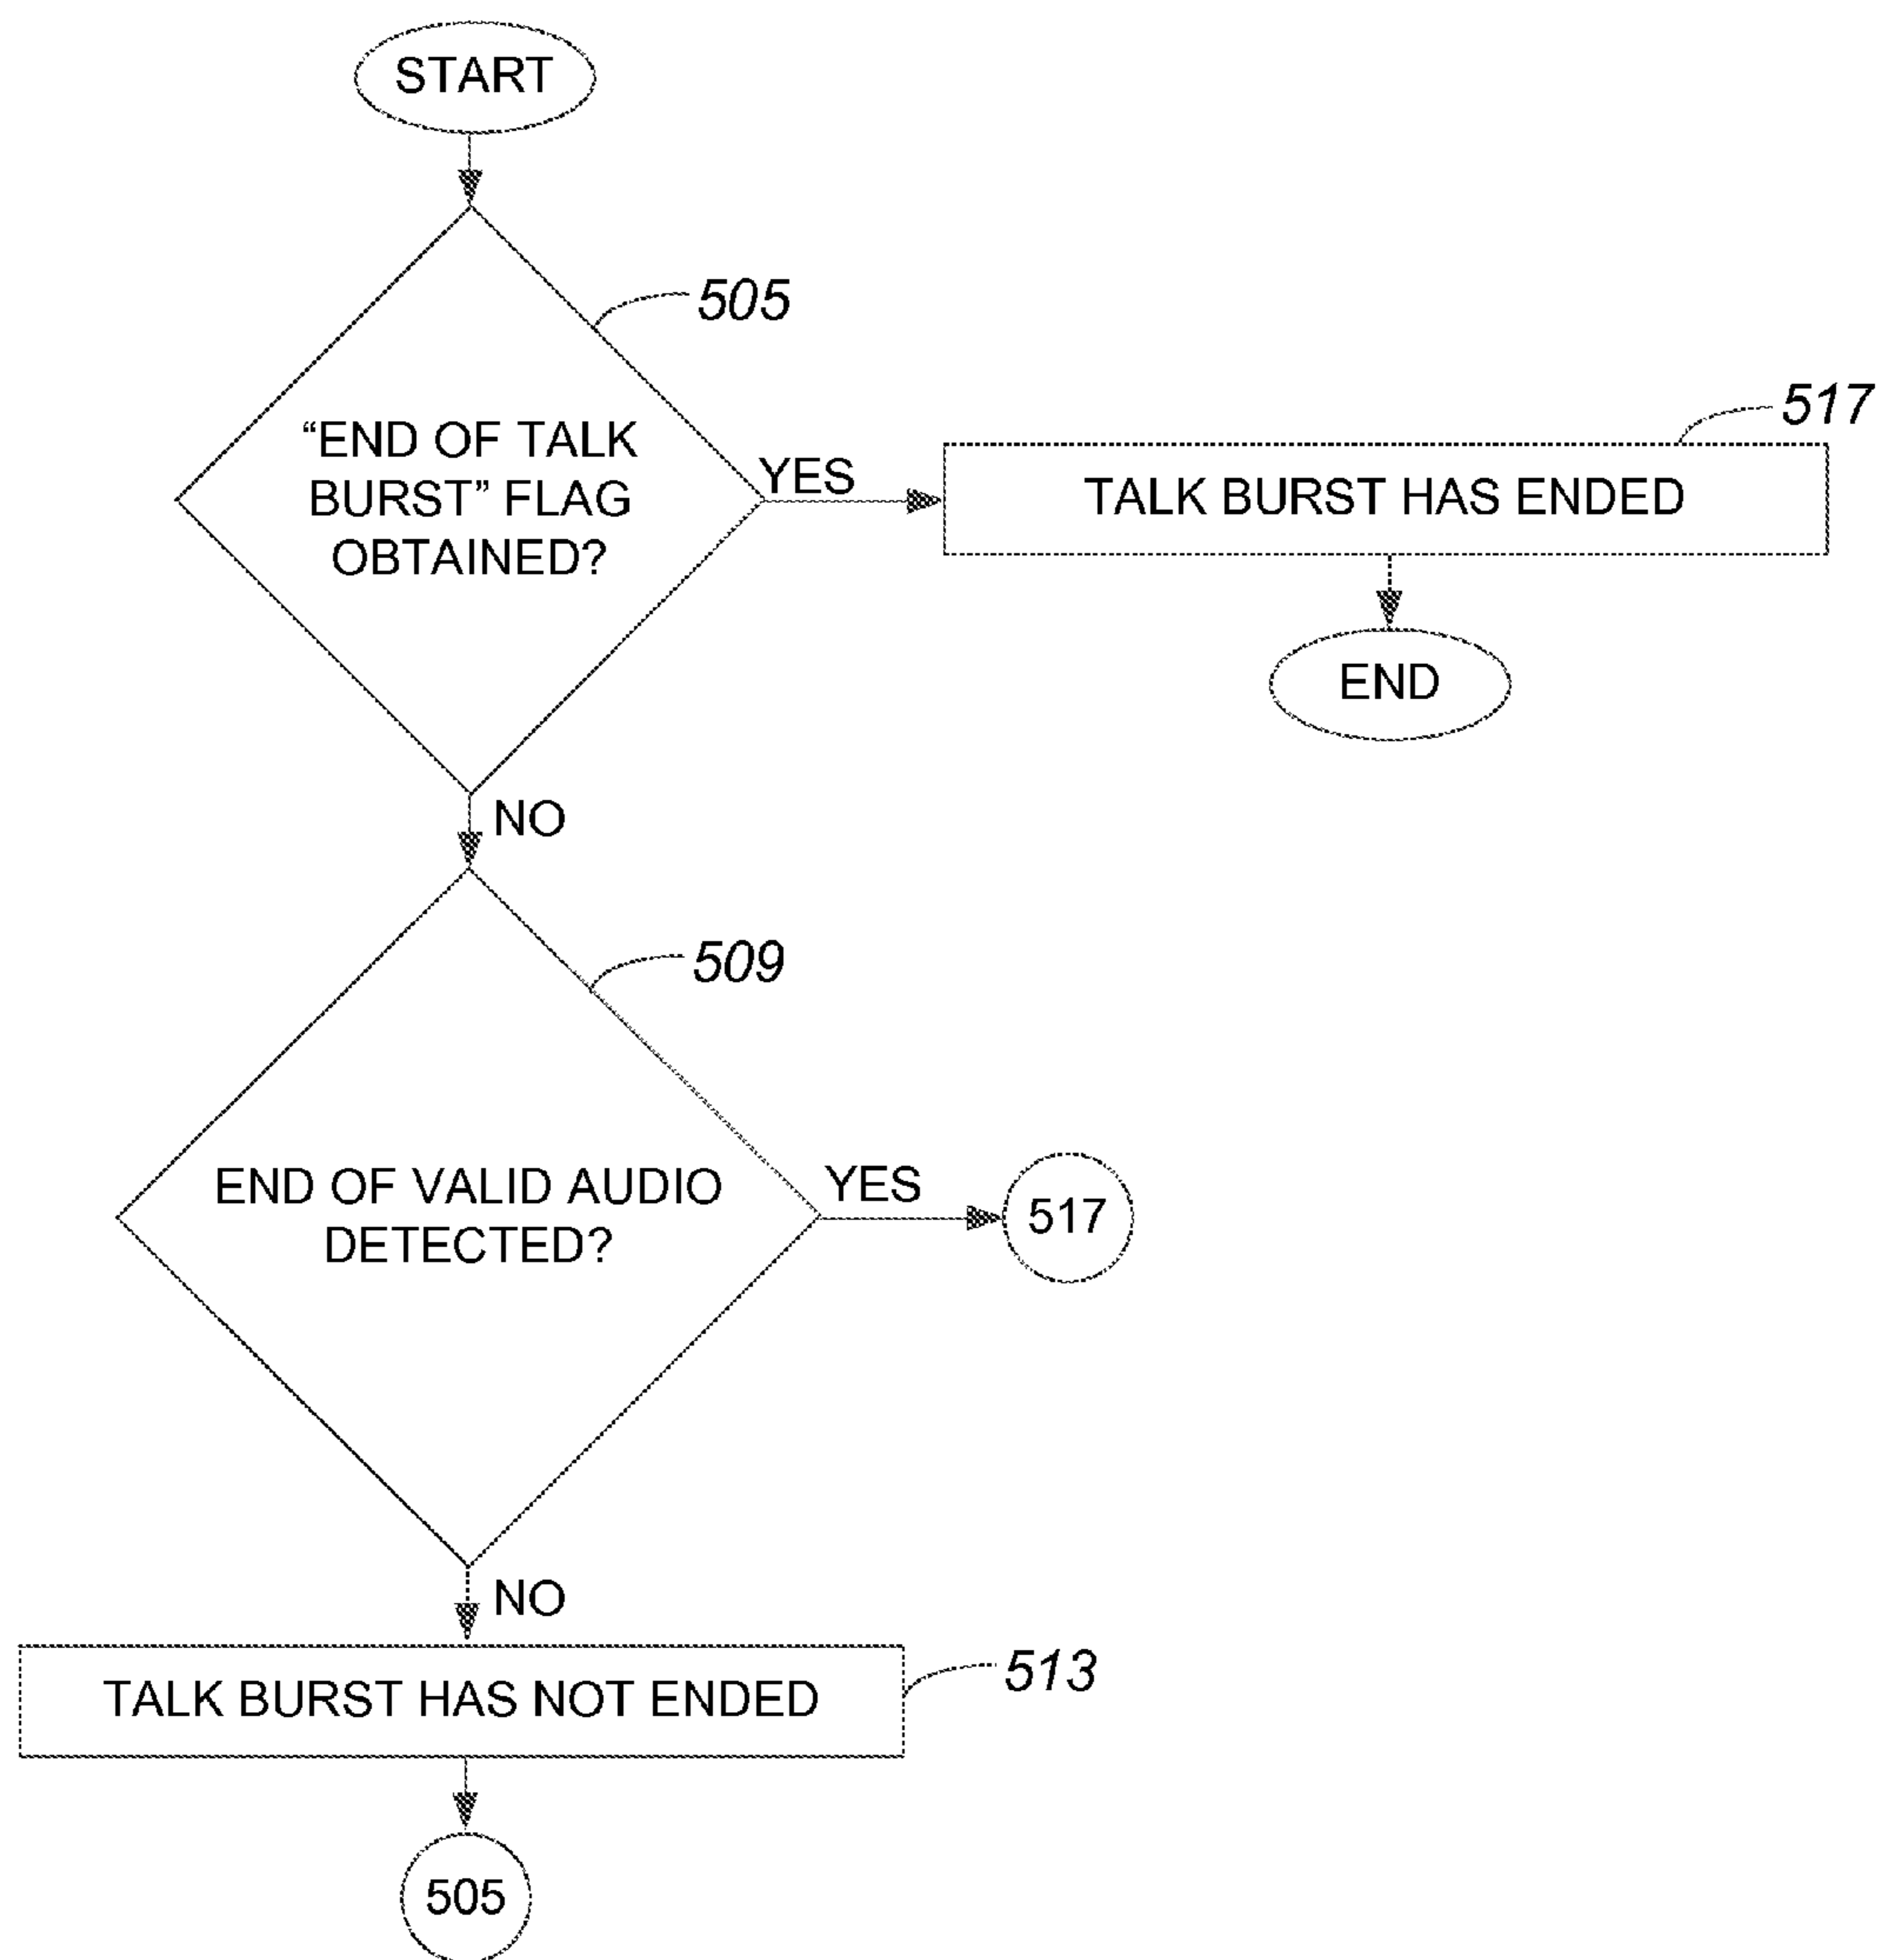 START
505
“END OF TALK
BURST” FLAG
OBTAINED?
YES
517
TALK BURST HAS ENDED
END
NO
509
END OF VALID AUDIO
DETECTED?
YES
517
NO
TALK BURST HAS NOT ENDED
513
505